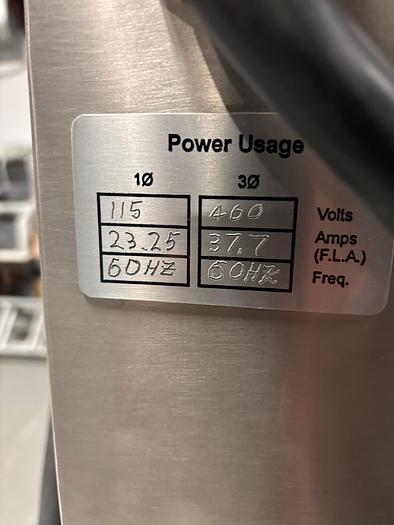 Power Usage
1Ø 3Ø
115 460 Volts
23.25 37.7 Amps (F.L.A.)
60HZ 60HZ Freq.